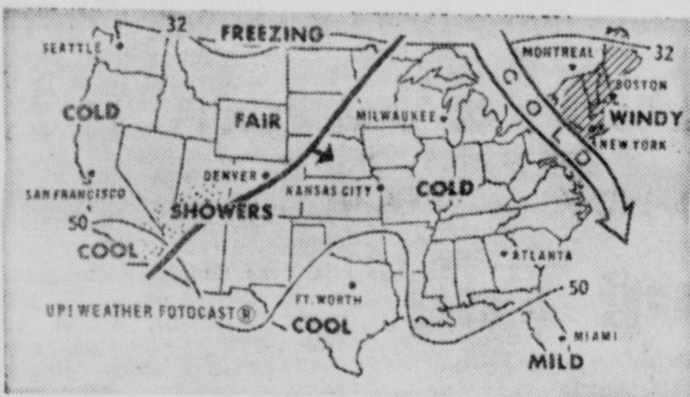 32
FREEZING
SEATTLE
MONTREAL
32
COLD
BOSTON
COLD
FAIR
MILWAUKEE
WINDY
NEW YORK
DENVER
KANSAS CITY
COLD
SAN FRANCISCO
SHOWERS
50
COOL
ATLANTA
FT. WORTH
50
UPI WEATHER FOTOCAST®
COOL
MIAMI
MILD